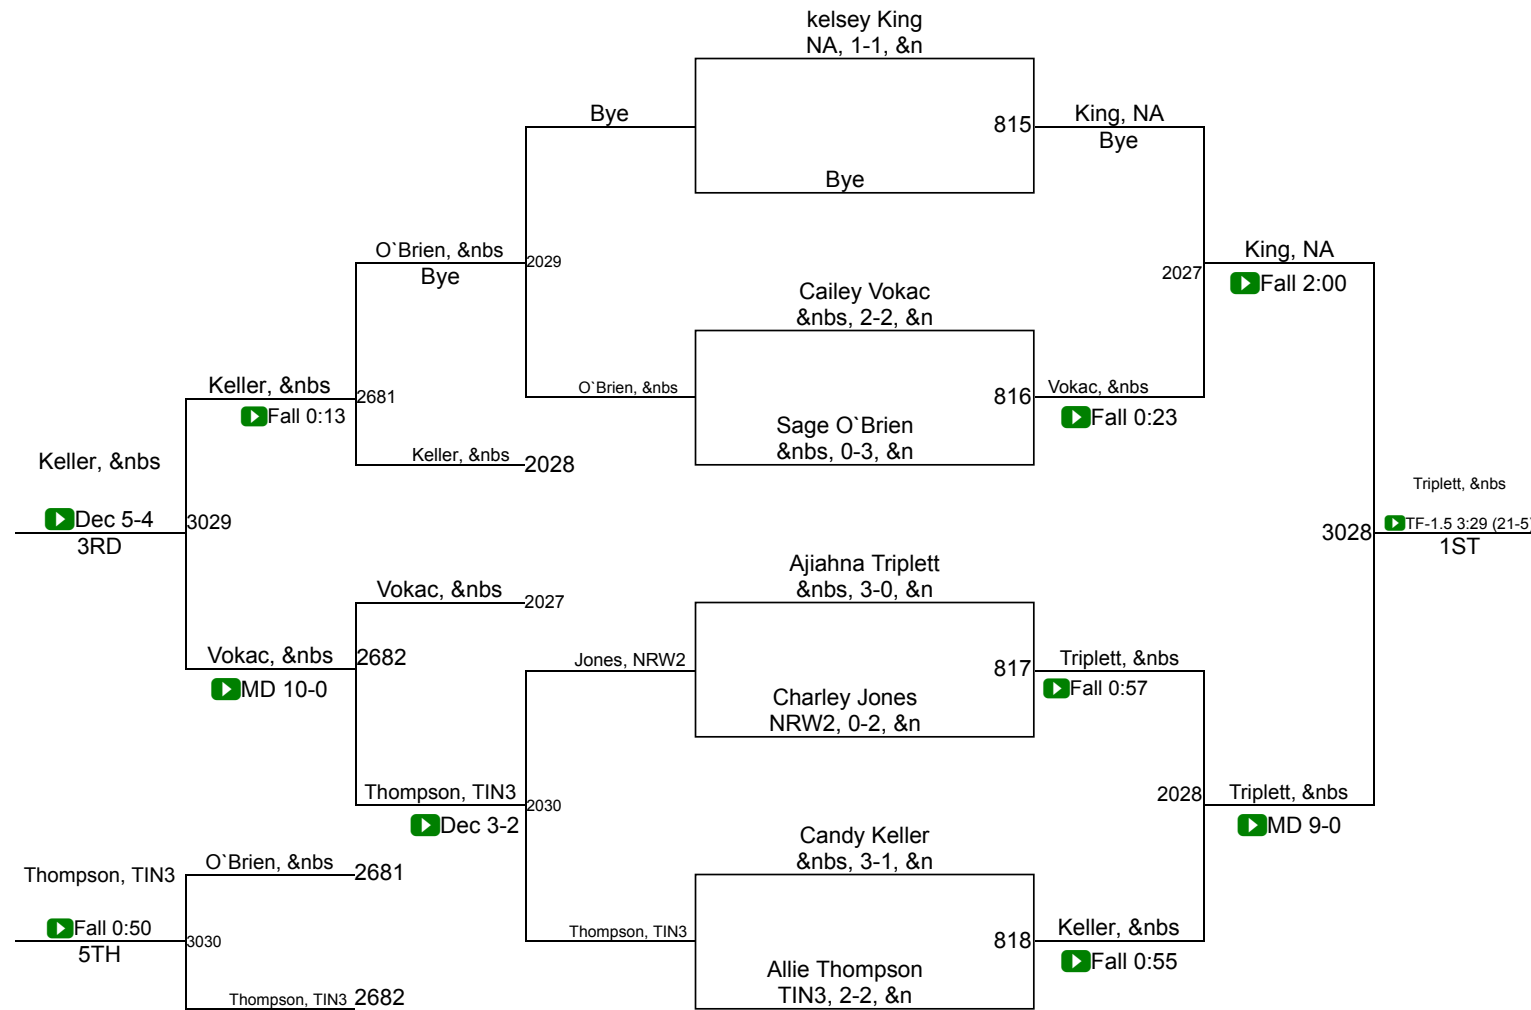 kelsey King
NA, 1-1, &n
Bye
815
King, NA
Bye
Bye
O`Brien, &nbs
Bye
2029
King, NA
2027
Fall 2:00
Cailey Vokac
&nbs, 2-2, &n
Keller, &nbs
2681
Fall 0:13
O`Brien, &nbs
816
Vokac, &nbs
Fall 0:23
Sage O`Brien
&nbs, 0-3, &n
Keller, &nbs
Keller, &nbs
2028
Triplett, &nbs
Dec 5-4
3029
3RD
3028
TF-1.5 3:29 (21-5)
1ST
Ajiahna Triplett
&nbs, 3-0, &n
Vokac, &nbs
2027
Vokac, &nbs
2682
MD 10-0
Jones, NRW2
817
Triplett, &nbs
Fall 0:57
Charley Jones
NRW2, 0-2, &n
Thompson, TIN3
2030
Dec 3-2
2028
Triplett, &nbs
MD 9-0
Candy Keller
&nbs, 3-1, &n
Thompson, TIN3
O`Brien, &nbs
2681
Fall 0:50
3030
5TH
Thompson, TIN3
818
Keller, &nbs
Fall 0:55
Allie Thompson
TIN3, 2-2, &n
Thompson, TIN3
2682